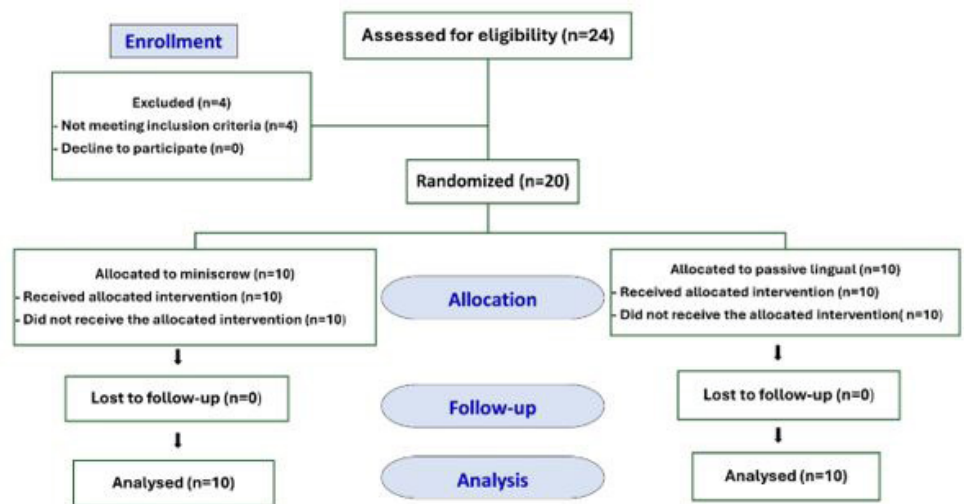 Assessed for eligibility (n=24)
Enrollment
Excluded (n=4)
- Not meeting inclusion criteria (n=4)
- Decline to participate (n=0)
Randomized (n=20)
Allocated to miniscrew (n=10)
- Received allocated intervention (n=10)
- Did not receive the allocated intervention (n=10)
Allocation
Allocated to passive lingual (n=10)
- Received allocated intervention (n=10)
- Did not receive the allocated intervention( n=10)
Lost to follow-up (n=0)
Follow-up
Lost to follow-up (n=0)
Analysed (n=10)
Analysis
Analysed (n=10)